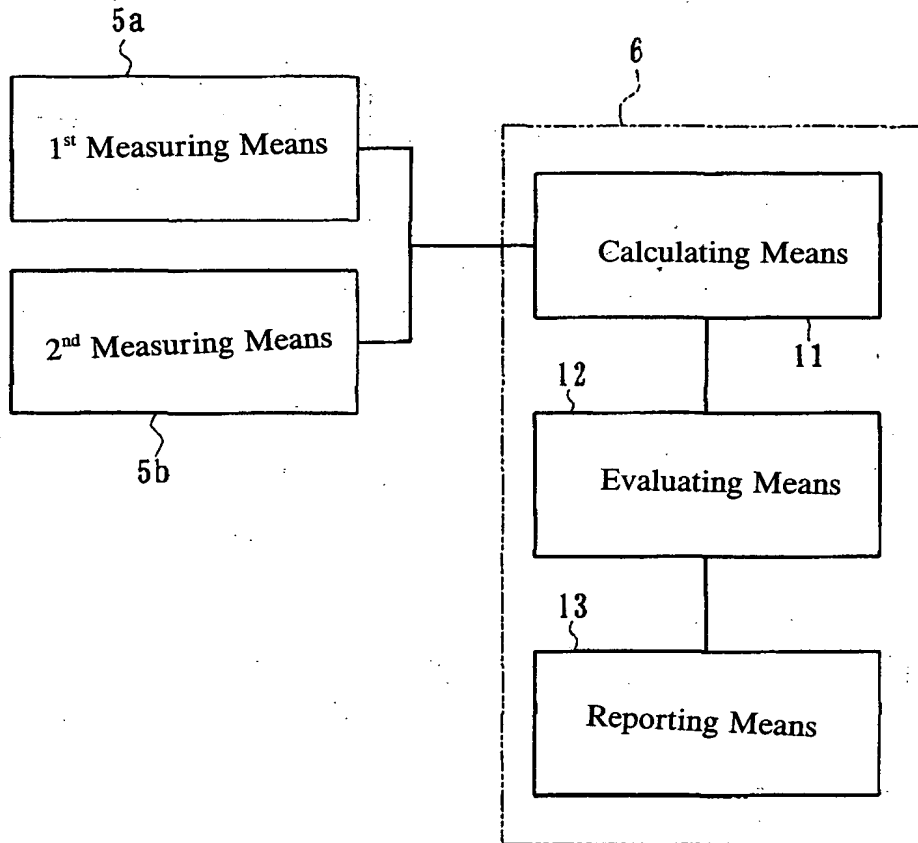 5a
1st Measuring Means
2nd Measuring Means
5b
6
Calculating Means
11
12
Evaluating Means
13
Reporting Means